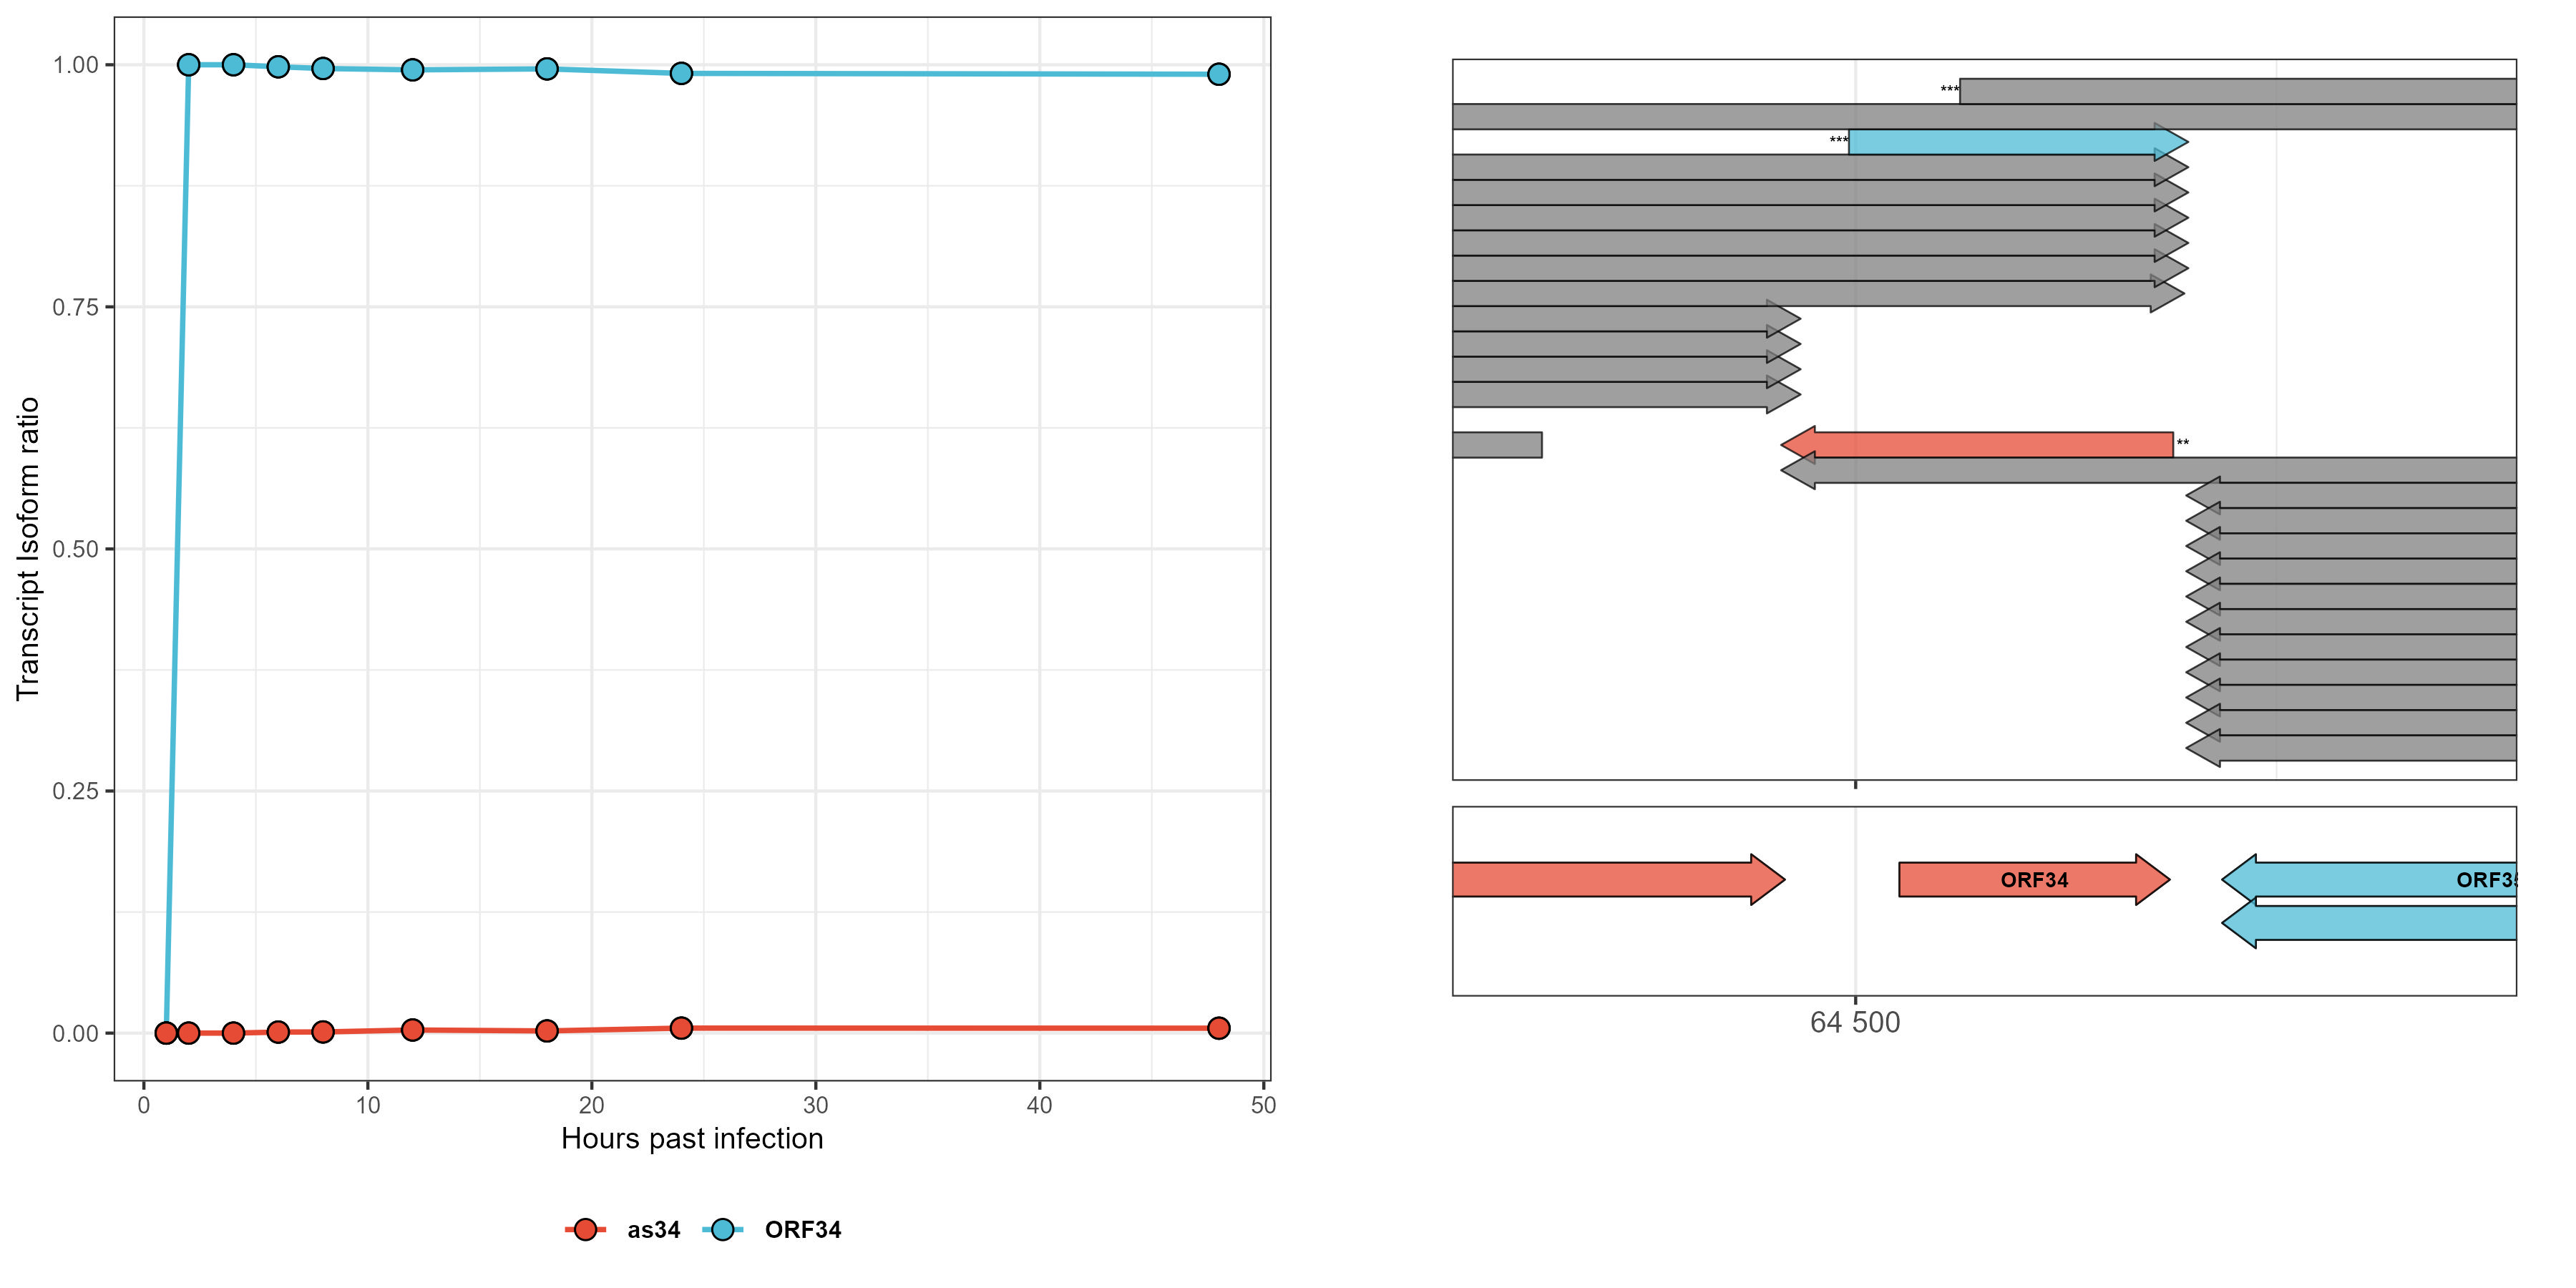 Transcript Isoform ratio
1.00
0.75
0.50
0.25
0.00
0
10
20
30
40
50
Hours past infection
as34
ORF34
***
***
**
ORF34
ORF35
64 500